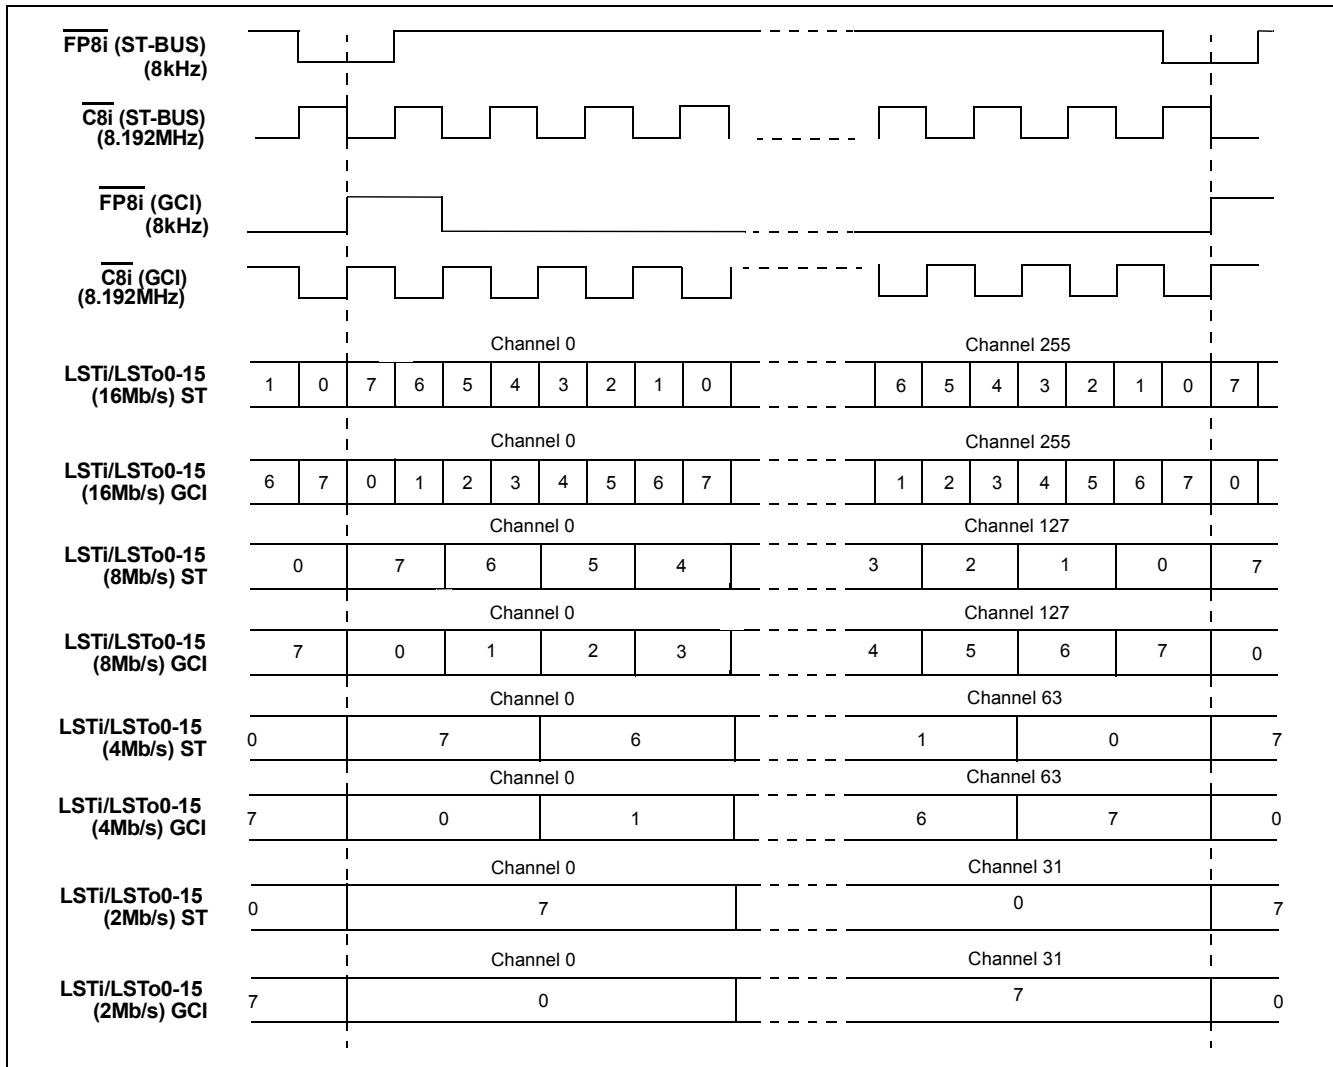 FP8i (ST-BUS)
(8kHz)
C8i (ST-BUS)
(8.192MHz)
FP8i (GCI)
(8kHz)
C8i (GCI)
(8.192MHz)
Channel 0 Channel 255
LSTi/LSTo0-15
(16Mb/s) ST
1 0 7 6 5 4 3 2 1 0 6 5 4 3 2 1 0 7
Channel 0 Channel 255
LSTi/LSTo0-15
(16Mb/s) GCI
6 7 0 1 2 3 4 5 6 7 1 2 3 4 5 6 7 0
Channel 0 Channel 127
LSTi/LSTo0-15
(8Mb/s) ST
0 7 6 5 4 3 2 1 0 7
Channel 0 Channel 127
LSTi/LSTo0-15
(8Mb/s) GCI
7 0 1 2 3 4 5 6 7 0
Channel 0 Channel 63
LSTi/LSTo0-15
(4Mb/s) ST
0 7 6 1 0 7
Channel 0 Channel 63
LSTi/LSTo0-15
(4Mb/s) GCI
7 0 1 6 7 0
Channel 0 Channel 31
LSTi/LSTo0-15
(2Mb/s) ST
0 7 0 7
Channel 0 Channel 31
LSTi/LSTo0-15
(2Mb/s) GCI
7 0 7 0